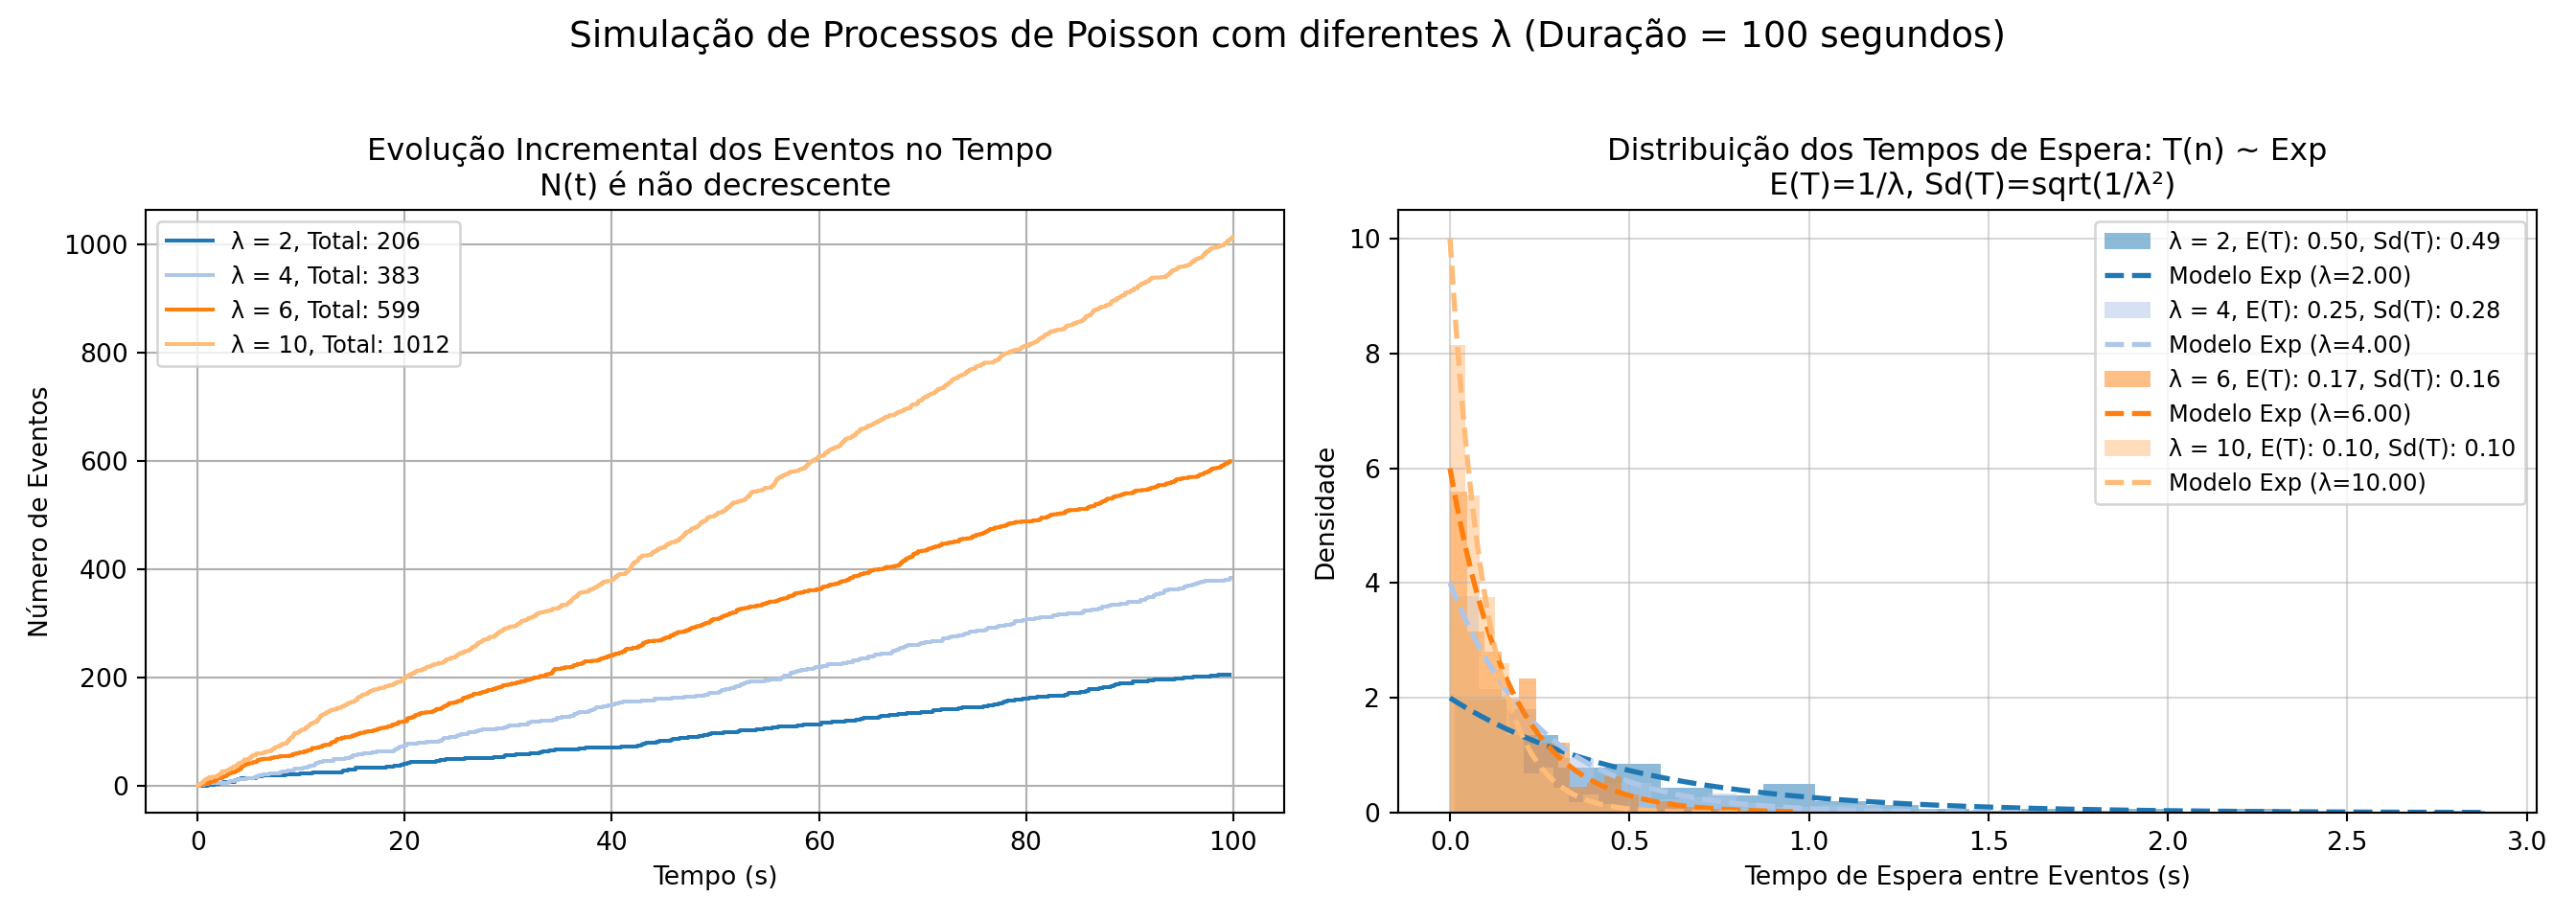 Simulação de Processos de Poisson com diferentes λ (Duração = 100 segundos)
Evolução Incremental dos Eventos no Tempo
N(t) é não decrescente
λ = 2, Total: 206
λ = 4, Total: 383
λ = 6, Total: 599
λ = 10, Total: 1012
Número de Eventos
1000
800
600
400
200
0
0 20 40 60 80 100
Tempo (s)
Distribuição dos Tempos de Espera: T(n) ~ Exp
E(T)=1/λ, Sd(T)=sqrt(1/λ²)
λ = 2, E(T): 0.50, Sd(T): 0.49
Modelo Exp (λ=2.00)
λ = 4, E(T): 0.25, Sd(T): 0.28
Modelo Exp (λ=4.00)
λ = 6, E(T): 0.17, Sd(T): 0.16
Modelo Exp (λ=6.00)
λ = 10, E(T): 0.10, Sd(T): 0.10
Modelo Exp (λ=10.00)
Densidade
10
8
6
4
2
0
0.0 0.5 1.0 1.5 2.0 2.5 3.0
Tempo de Espera entre Eventos (s)